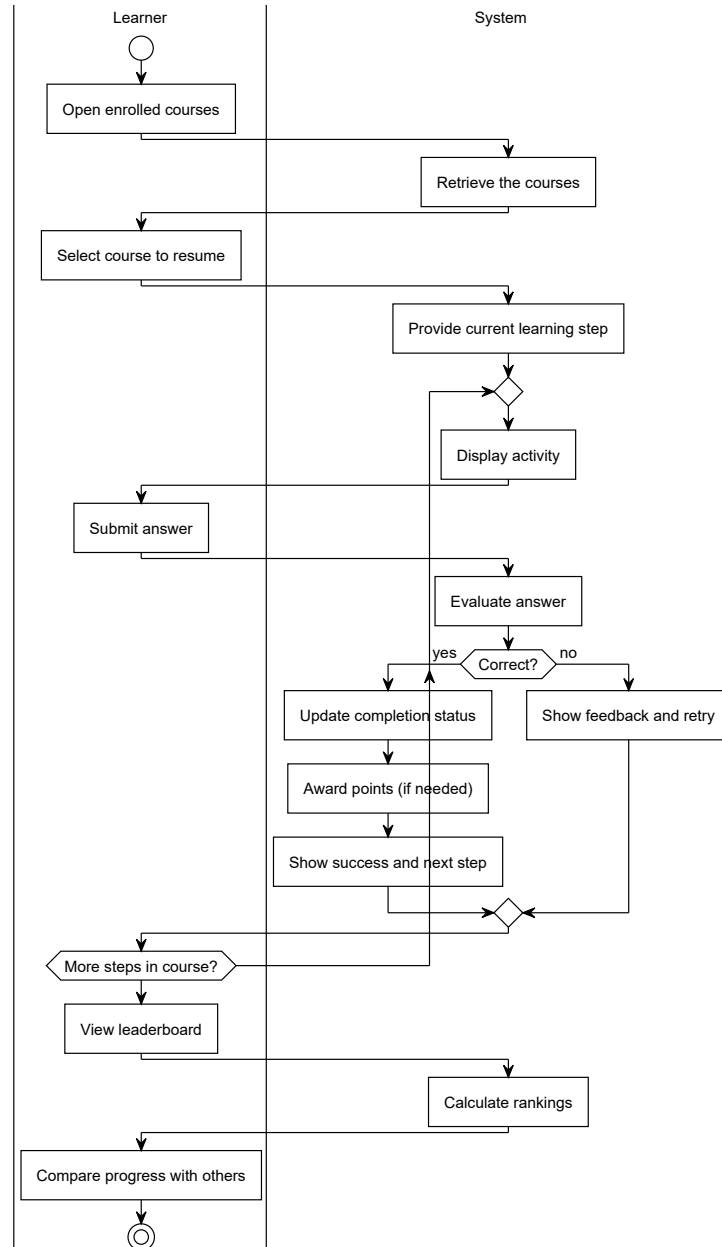 Learner
System
Open enrolled courses
Retrieve the courses
Select course to resume
Provide current learning step
Display activity
Submit answer
Evaluate answer
yes
Correct?
no
Update completion status
Show feedback and retry
Award points (if needed)
Show success and next step
More steps in course?
View leaderboard
Calculate rankings
Compare progress with others